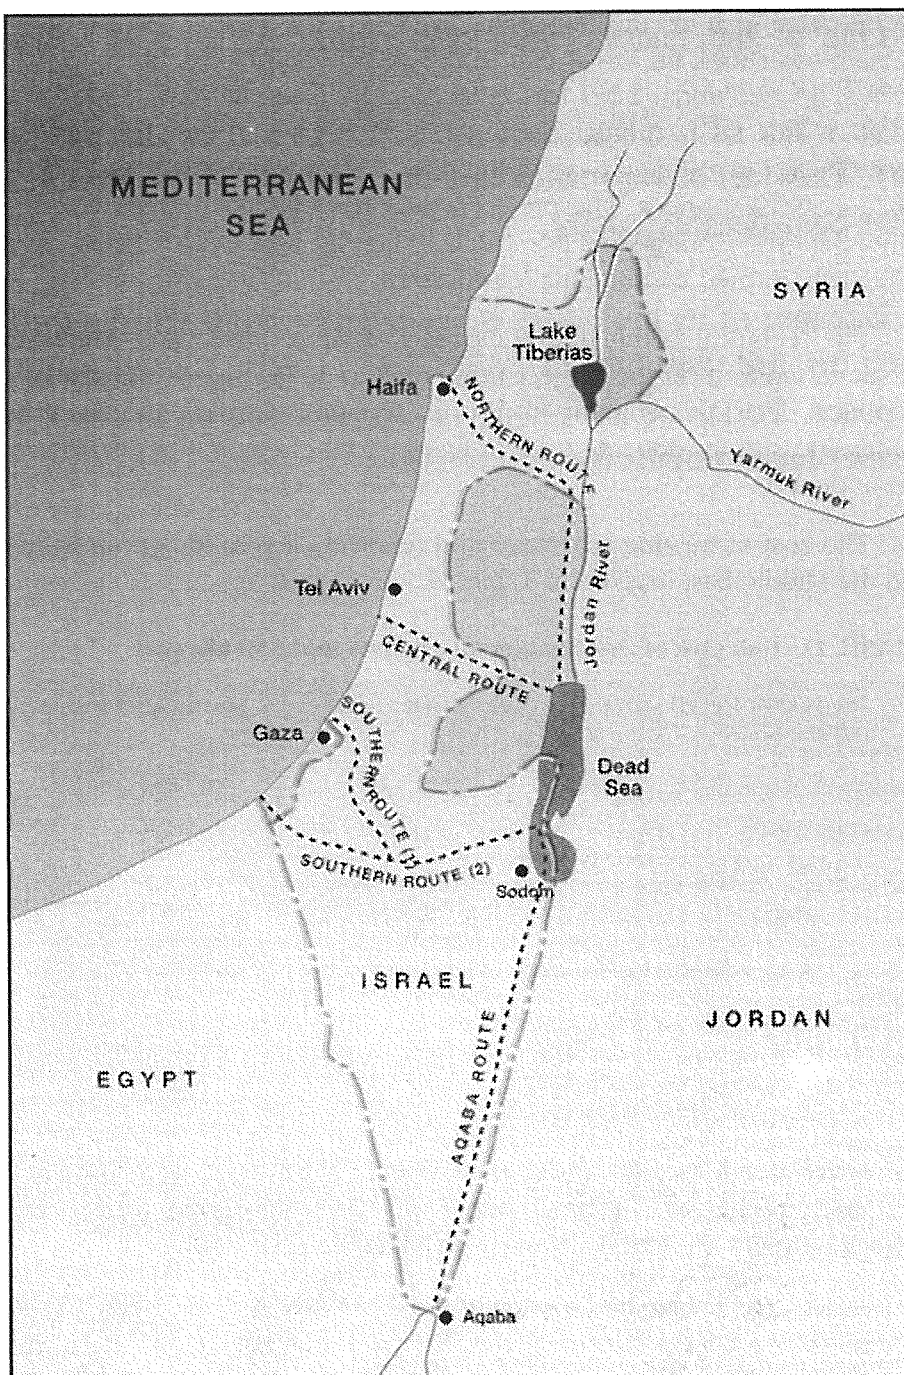 MEDITERRANEAN
SEA
SYRIA
Lake
Tiberias
Haifa
NORTHERN ROUTE
Yarmuk River
Jordan River
Tel Aviv
CENTRAL ROUTE
Gaza
SOUTHERN ROUTE (1)
Dead
Sea
SOUTHERN ROUTE (2)
Sodom
ISRAEL
JORDAN
AQABA ROUTE
EGYPT
Aqaba